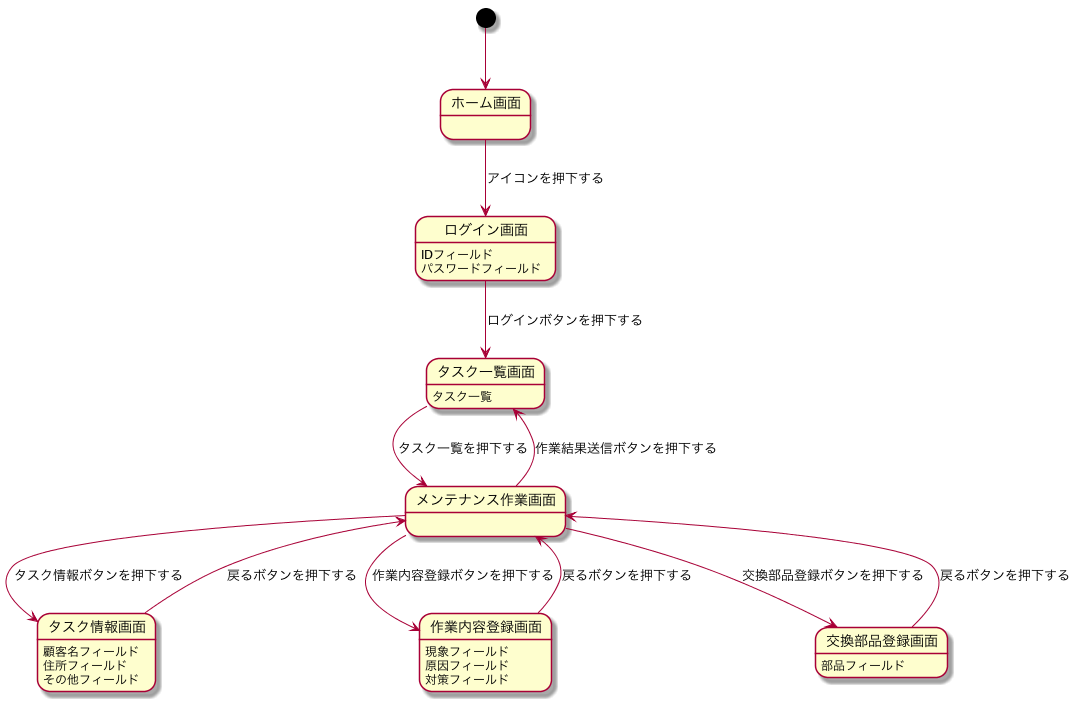 ホーム画面
アイコンを押下する
ログイン画面
IDフィールド
パスワードフィールド
ログインボタンを押下する
タスク一覧画面
タスク一覧
タスク一覧を押下する
作業結果送信ボタンを押下する
メンテナンス作業画面
タスク情報ボタンを押下する
戻るボタンを押下する
作業内容登録ボタンを押下する
戻るボタンを押下する
交換部品登録ボタンを押下する
戻るボタンを押下する
タスク情報画面
顧客名フィールド
住所フィールド
その他フィールド
作業内容登録画面
現象フィールド
原因フィールド
対策フィールド
交換部品登録画面
部品フィールド